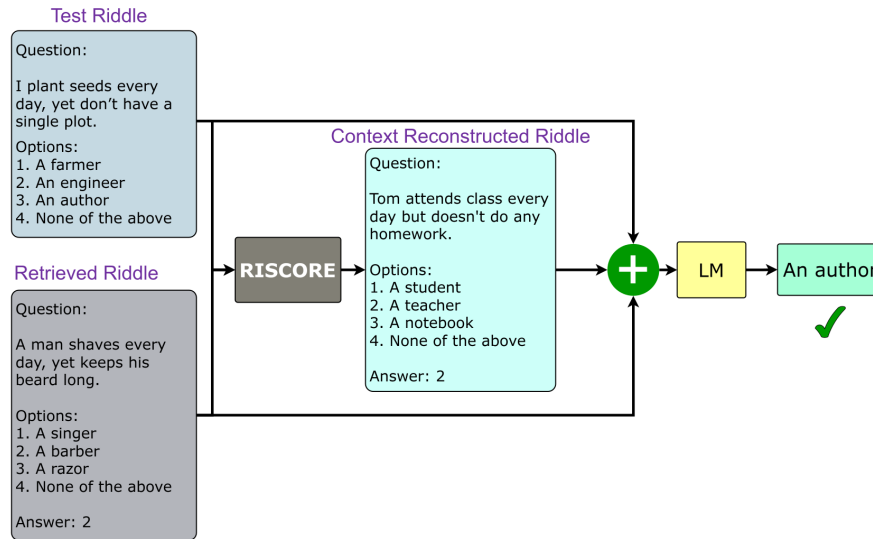 Test Riddle
Question:
I plant seeds every
day, yet don’t have a
single plot.
Options:
1. A farmer
2. An engineer
3. An author
4. None of the above
Retrieved Riddle
Question:
A man shaves every
day, yet keeps his
beard long.
Options:
1. A singer
2. A barber
3. A razor
4. None of the above
Answer: 2
RISCORE
Context Reconstructed Riddle
Question:
Tom attends class every
day but doesn't do any
homework.
Options:
1. A student
2. A teacher
3. A notebook
4. None of the above
Answer: 2
+
LM
An author